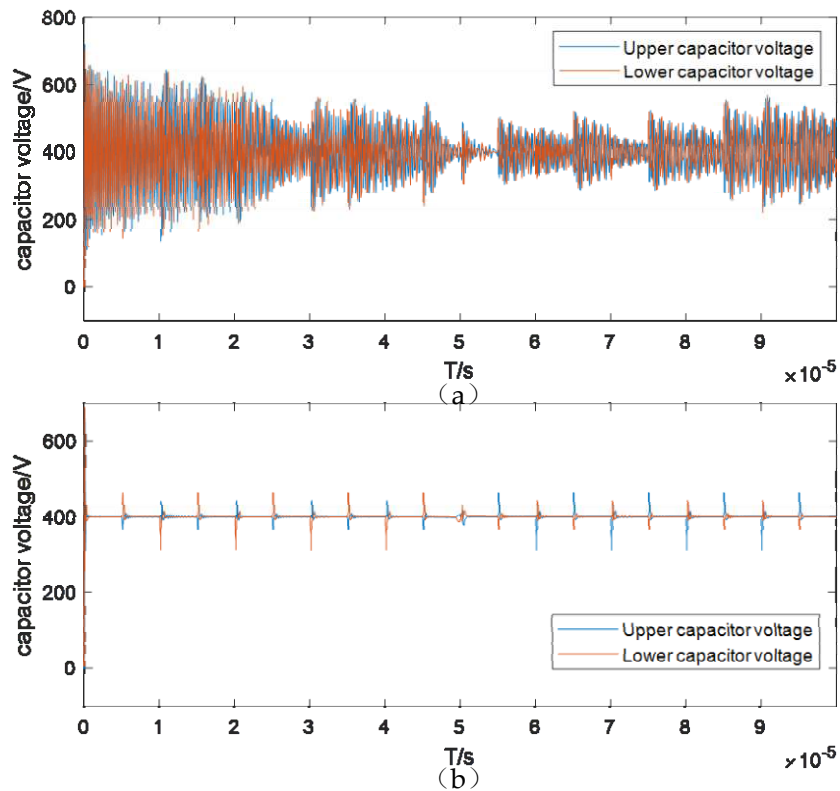 800
600
400
200
0
capacitor voltage/V
Upper capacitor voltage
Lower capacitor voltage
0 1 2 3 4 5 6 7 8 9
T/s
×10⁻⁵
（a）
600
400
200
0
capacitor voltage/V
Upper capacitor voltage
Lower capacitor voltage
0 1 2 3 4 5 6 7 8 9
T/s
×10⁻⁵
（b）